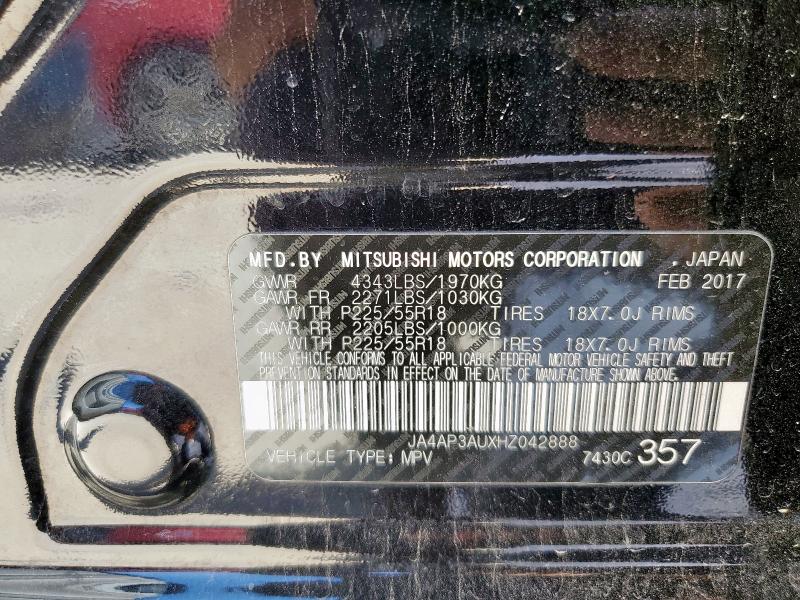 MFD.BY MITSUBISHI MOTORS CORPORATION . JAPAN
GVWR 4343LBS/1970KG FEB 2017
GAWR FR 2271LBS/1030KG
WITH P225/55R18 TIRES 18X7.0J RIMS
GAWR RR 2205LBS/1000KG
WITH P225/55R18 TIRES 18X7.0J RIMS
THIS VEHICLE CONFORMS TO ALL APPLICABLE FEDERAL MOTOR VEHICLE SAFETY AND THEFT
PREVENTION STANDARDS IN EFFECT ON THE DATE OF MANUFACTURE SHOWN ABOVE.
JA4AP3AUXHZ042888
VEHICLE TYPE: MPV 7430C 357